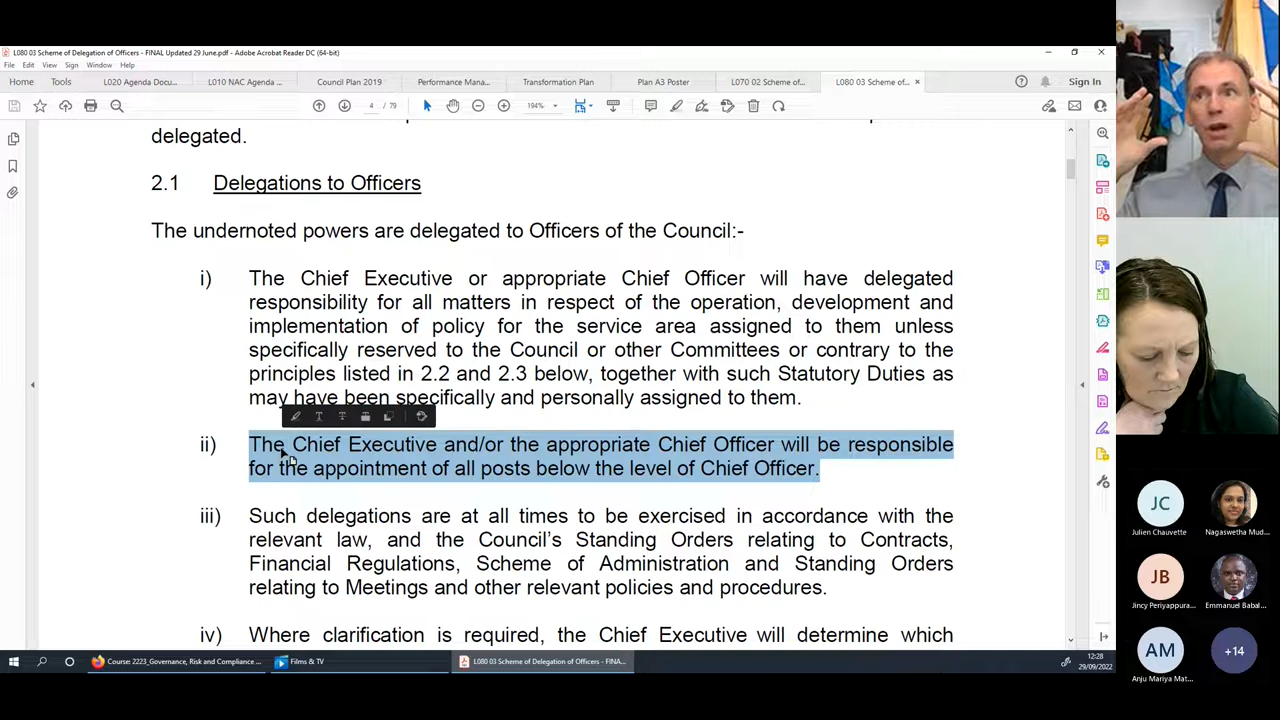 L080 03 Scheme of Delegation of Officers - FINAL Updated 29 June.pdf - Adobe Acrobat Reader DC (64-bit)
File Edit View Sign Window Help
Home Tools L020 Agenda Docu... L010 NAC Agenda ... Council Plan 2019 Performance Mana... Transformation Plan Plan A3 Poster L070 02 Scheme of... L080 03 Scheme of... × Sign In
4 / 79 194%
delegated.
2.1 Delegations to Officers
The undernoted powers are delegated to Officers of the Council:-
i) The Chief Executive or appropriate Chief Officer will have delegated
responsibility for all matters in respect of the operation, development and
implementation of policy for the service area assigned to them unless
specifically reserved to the Council or other Committees or contrary to the
principles listed in 2.2 and 2.3 below, together with such Statutory Duties as
may have been specifically and personally assigned to them.
ii) The Chief Executive and/or the appropriate Chief Officer will be responsible
for the appointment of all posts below the level of Chief Officer.
iii) Such delegations are at all times to be exercised in accordance with the
relevant law, and the Council's Standing Orders relating to Contracts,
Financial Regulations, Scheme of Administration and Standing Orders
relating to Meetings and other relevant policies and procedures.
iv) Where clarification is required, the Chief Executive will determine which
JC
Julien Chauvette Nagaswetha Mud...
JB
Jincy Periyappura... Emmanuel Babal...
AM +14
Anju Mariya Mat...
Course: 2223_Governance, Risk and Compliance ... Films & TV L080 03 Scheme of Delegation of Officers - FINA...
12:28
29/09/2022